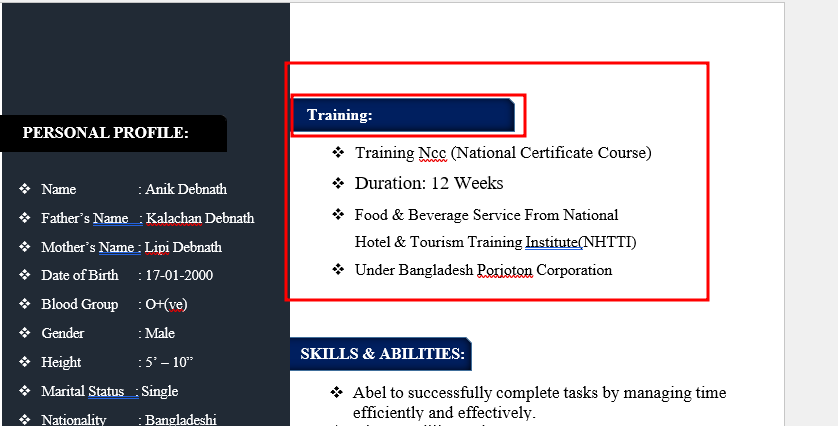 PERSONAL PROFILE:
❖ Name : Anik Debnath
❖ Father's Name : Kalachan Debnath
❖ Mother's Name : Lipi Debnath
❖ Date of Birth : 17-01-2000
❖ Blood Group : O+(ve)
❖ Gender : Male
❖ Height : 5’ – 10”
❖ Marital Status : Single
❖ Nationality : Bangladeshi
Training:
❖ Training Ncc (National Certificate Course)
❖ Duration: 12 Weeks
❖ Food & Beverage Service From National
Hotel & Tourism Training Institute(NHTTI)
❖ Under Bangladesh Porjoton Corporation
SKILLS & ABILITIES:
❖ Abel to successfully complete tasks by managing time
efficiently and effectively.